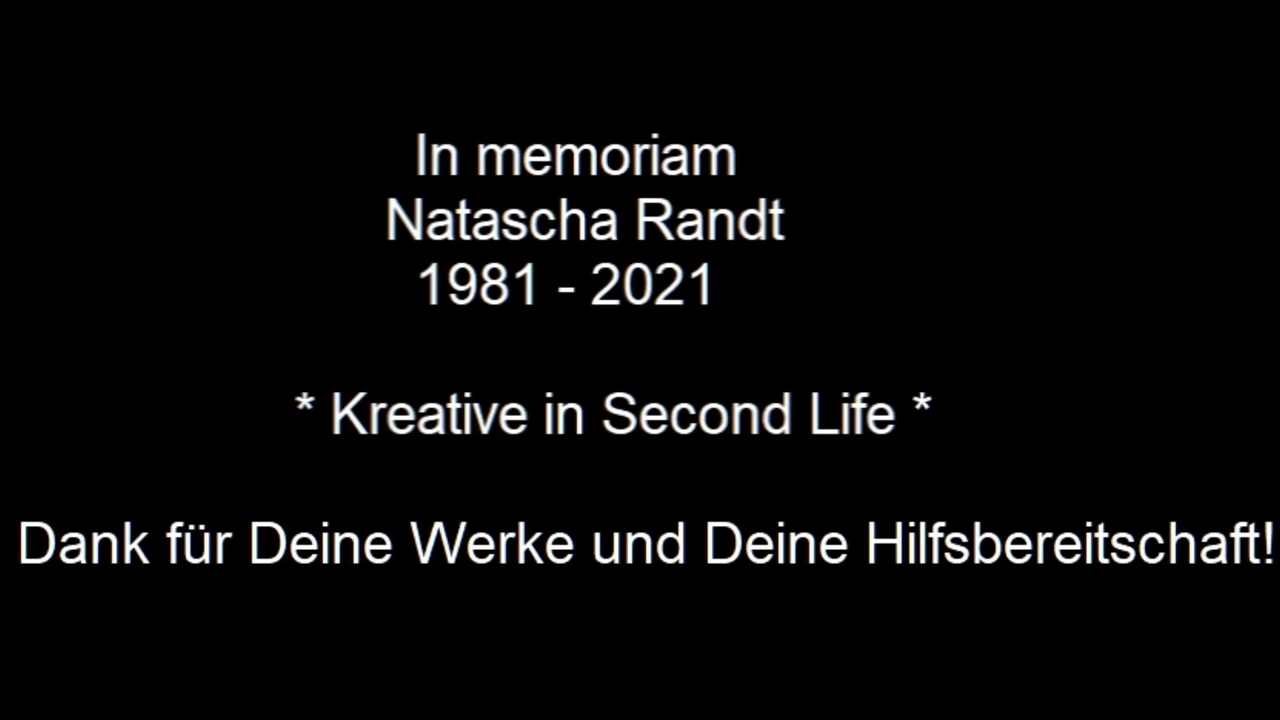 In memoriam
Natascha Randt
1981 - 2021
* Kreative in Second Life *
Dank für Deine Werke und Deine Hilfsbereitschaft!